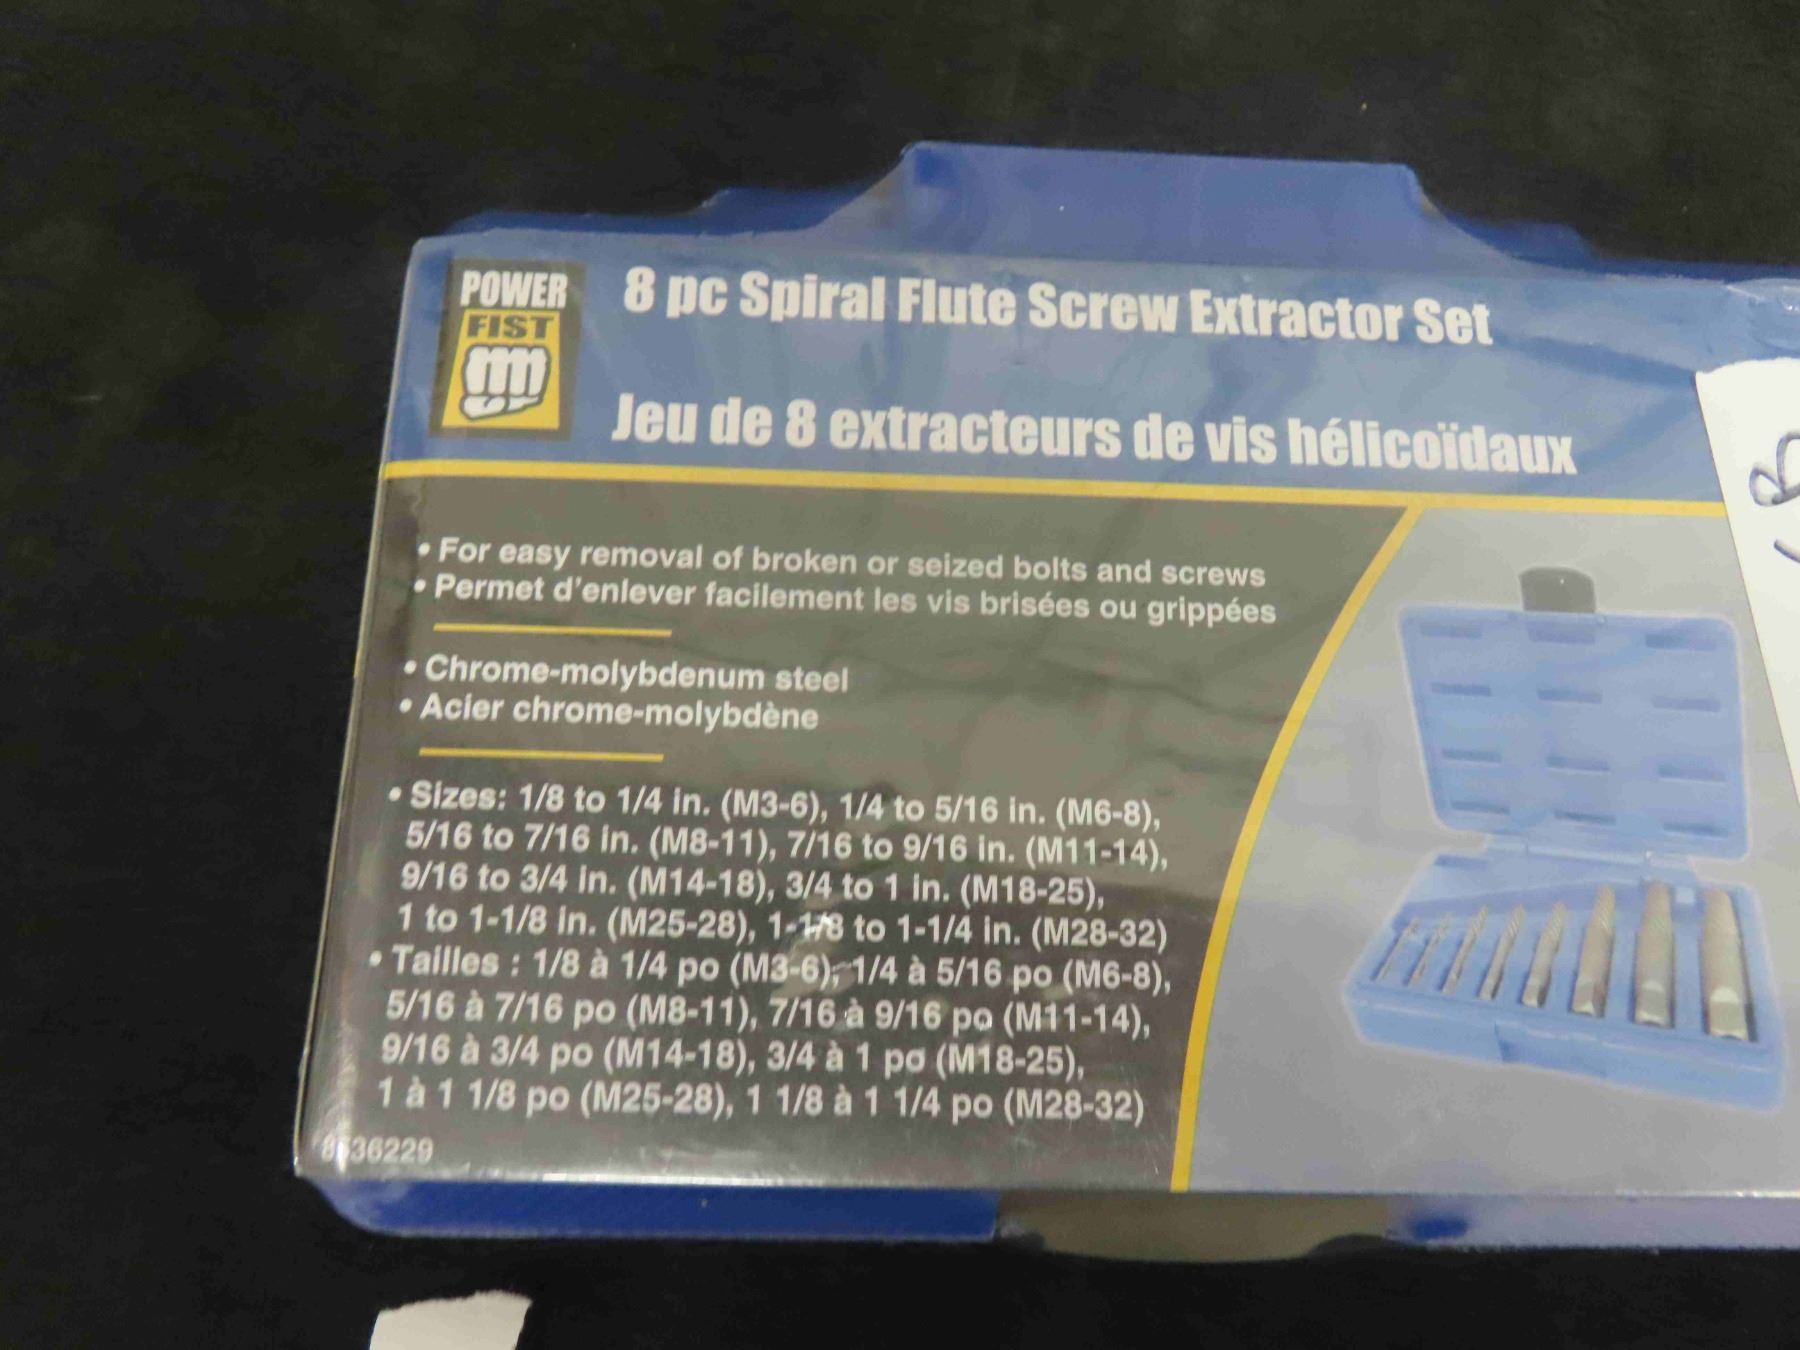 POWER
FIST
8 pc Spiral Flute Screw Extractor Set
Jeu de 8 extracteurs de vis hélicoïdaux
• For easy removal of broken or seized bolts and screws
• Permet d'enlever facilement les vis brisées ou grippées
• Chrome-molybdenum steel
• Acier chrome-molybdène
• Sizes: 1/8 to 1/4 in. (M3-6), 1/4 to 5/16 in. (M6-8),
5/16 to 7/16 in. (M8-11), 7/16 to 9/16 in. (M11-14),
9/16 to 3/4 in. (M14-18), 3/4 to 1 in. (M18-25),
1 to 1-1/8 in. (M25-28), 1-1/8 to 1-1/4 in. (M28-32)
• Tailles : 1/8 à 1/4 po (M3-6), 1/4 à 5/16 po (M6-8),
5/16 à 7/16 po (M8-11), 7/16 à 9/16 po (M11-14),
9/16 à 3/4 po (M14-18), 3/4 à 1 po (M18-25),
1 à 1 1/8 po (M25-28), 1 1/8 à 1 1/4 po (M28-32)